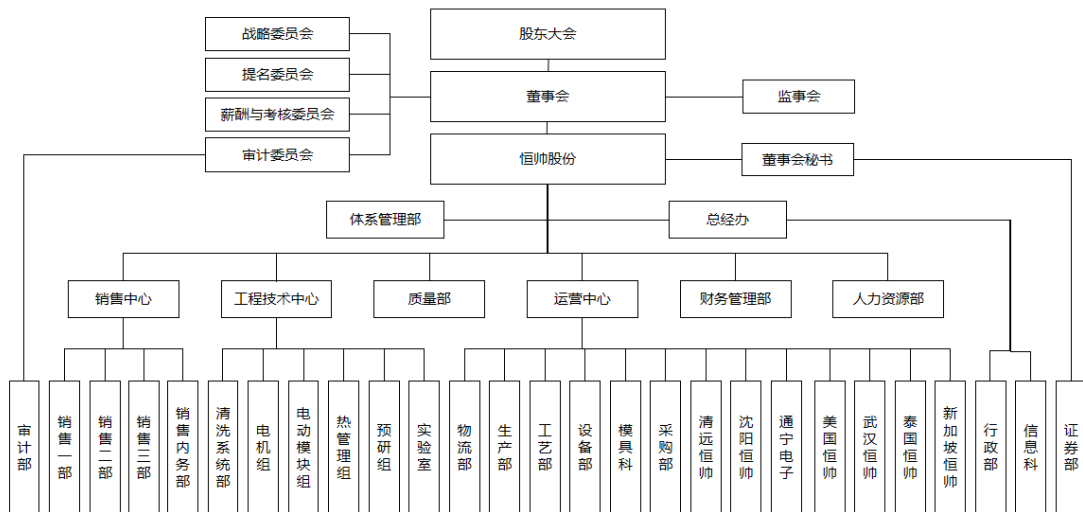 战略委员会
股东大会
提名委员会
董事会
监事会
薪酬与考核委员会
审计委员会
恒帅股份
董事会秘书
体系管理部
总经办
销售中心
工程技术中心
质量部
运营中心
财务管理部
人力资源部
审计部
销售一部
销售二部
销售三部
销售内务部
清洗系统部
电机组
电动模块组
热管理组
预研组
实验室
物流部
生产部
工艺部
设备部
模具科
采购部
清远恒帅
沈阳恒帅
通宁电子
美国恒帅
武汉恒帅
泰国恒帅
新加坡恒帅
行政部
信息科
证券部